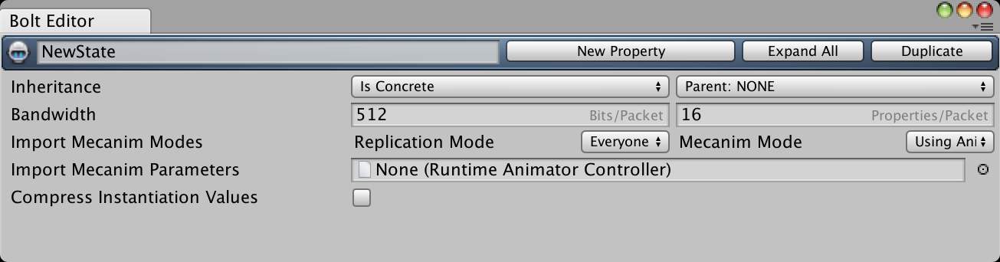 Bolt Editor
NewState New Property Expand All Duplicate
Inheritance Is Concrete Parent: NONE
Bandwidth 512 Bits/Packet 16 Properties/Packet
Import Mecanim Modes Replication Mode Everyone Mecanim Mode Using Ani
Import Mecanim Parameters None (Runtime Animator Controller)
Compress Instantiation Values